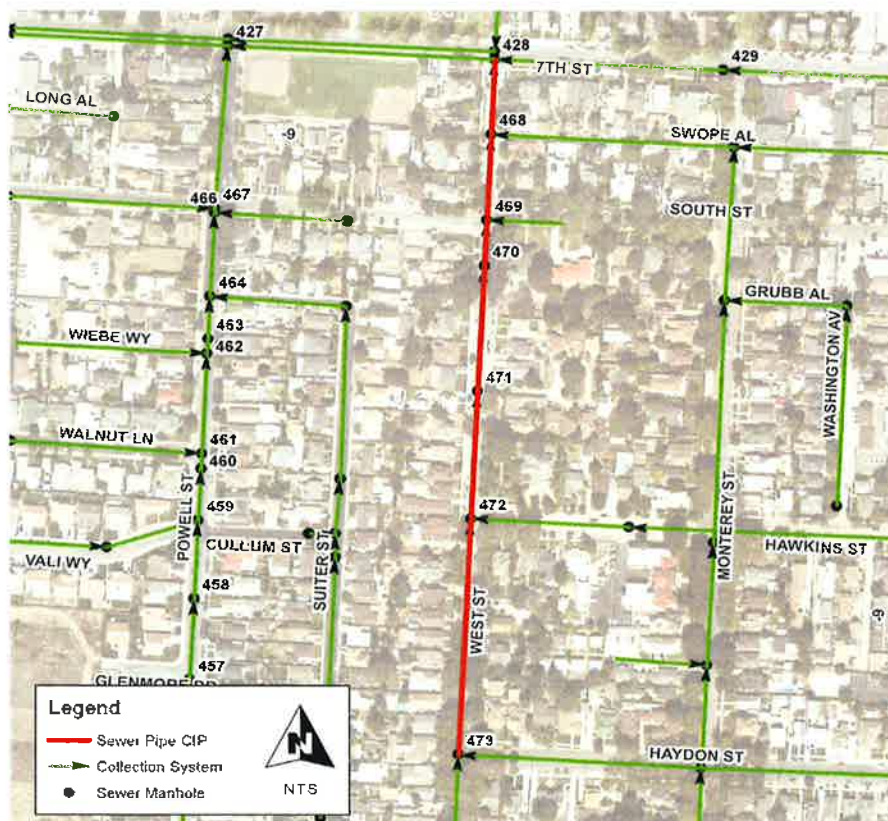 427
428
7TH ST
429
LONG AL
468
SWOPE AL
-9
466
467
469
SOUTH ST
470
464
GRUBB AL
463
WIEBE WY
462
WASHINGTON AV
471
WALNUT LN
461
460
459
472
POWELL ST
CULLUM ST
SUITER ST
MONTEREY ST
HAWKINS ST
VALI WY
458
WEST ST
-9
457
GLENMORE DR
Legend
Sewer Pipe CIP
Collection System
Sewer Manhole
N
NTS
473
HAYDON ST